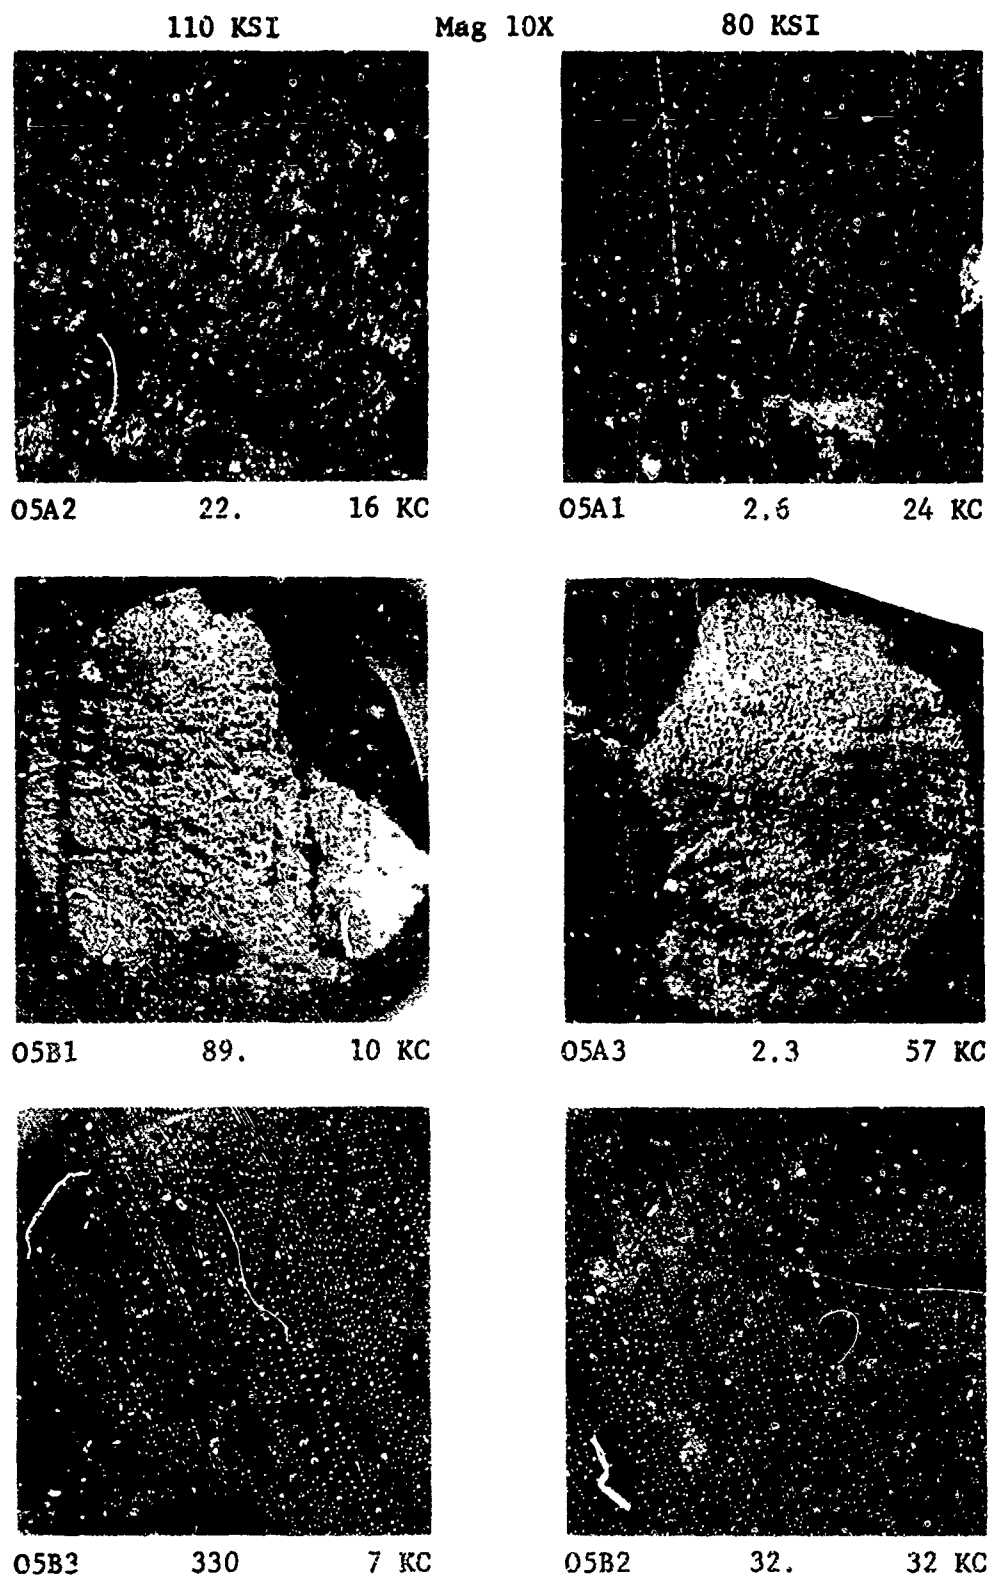 110 KSI Mag 10X 80 KSI
05A2 22. 16 KC 05A1 2.6 24 KC
05B1 89. 10 KC 05A3 2.3 57 KC
05B3 330 7 KC 05B2 32. 32 KC